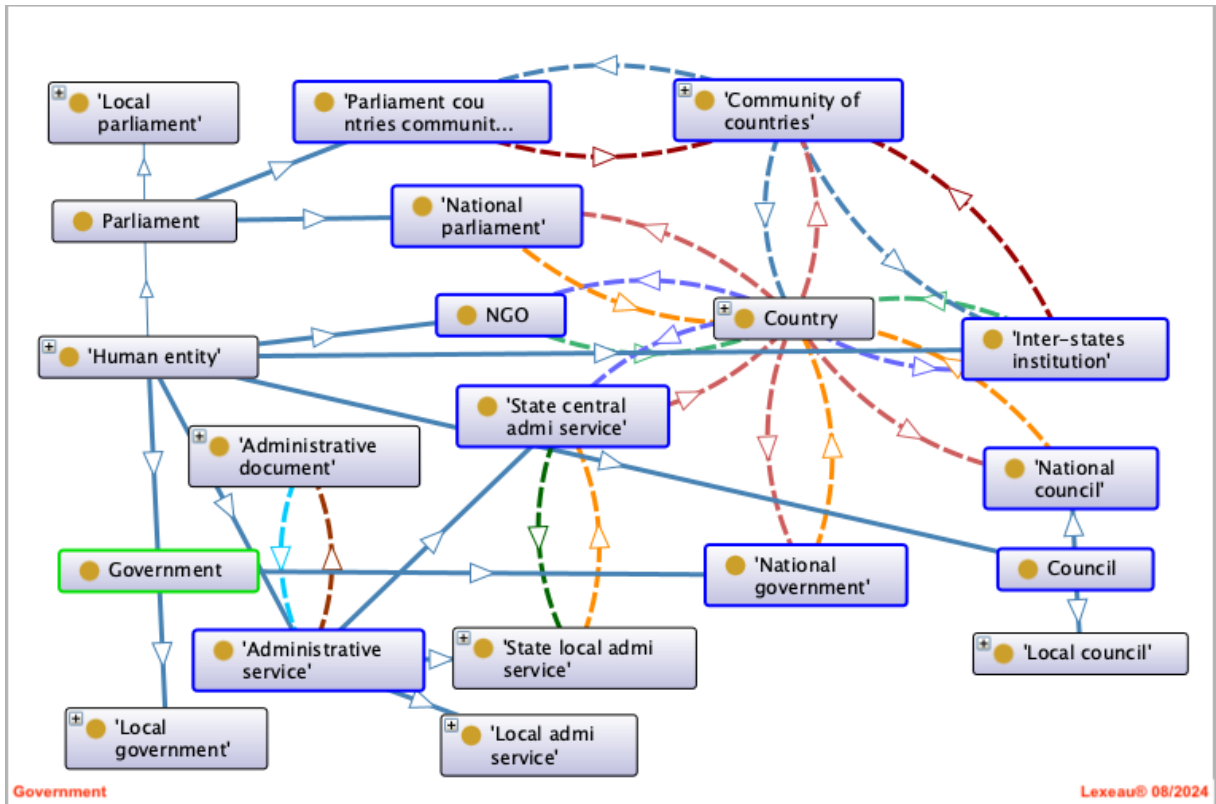 'Local
parliament'
'Parliament cou
ntries communit...
'Community of
countries'
Parliament
'National
parliament'
NGO
Country
'Human entity'
'Inter-states
institution'
'State central
admi service'
'Administrative
document'
'National
council'
Government
'National
government'
Council
'Administrative
service'
'State local admi
service'
'Local council'
'Local
government'
'Local admi
service'
Government
Lexeau® 08/2024